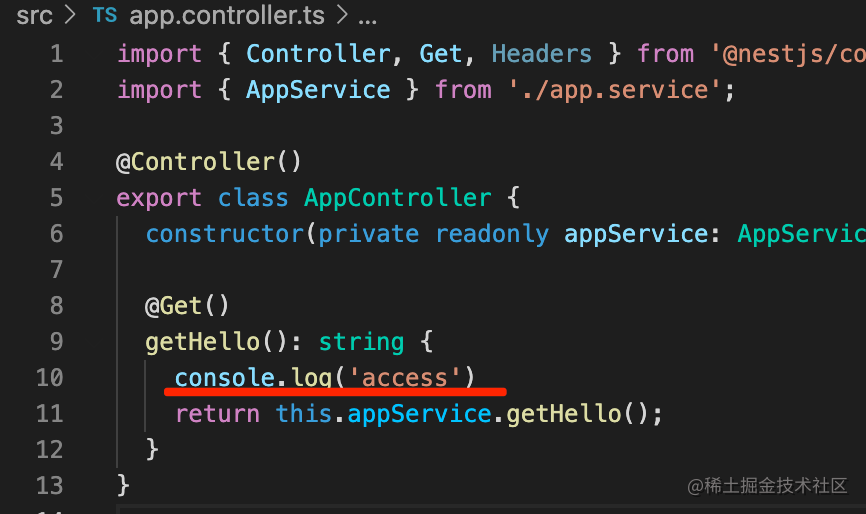 src > TS app.controller.ts > ...
1 import { Controller, Get, Headers } from '@nestjs/co
2 import { AppService } from './app.service';
3
4 @Controller()
5 export class AppController {
6 constructor(private readonly appService: AppServic
7
8 @Get()
9 getHello(): string {
10 console.log('access')
11 return this.appService.getHello();
12 }
13 }
@稀土掘金技术社区